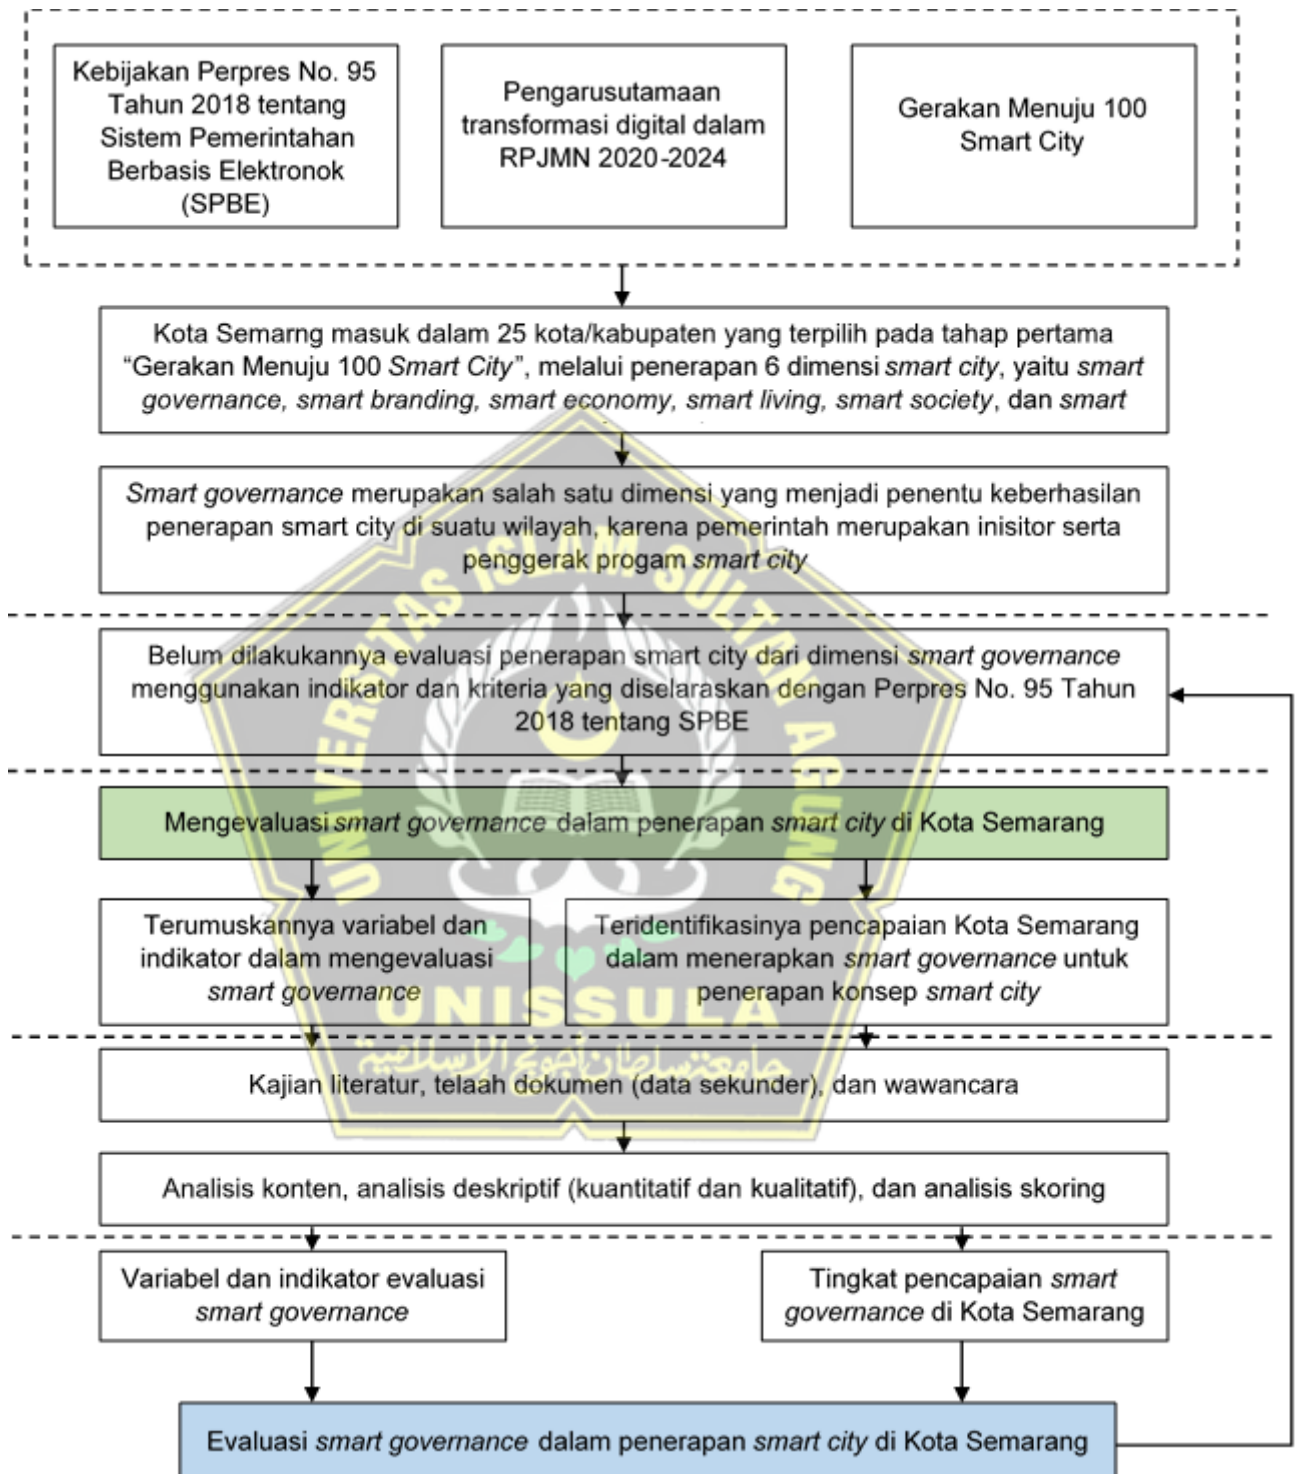 Kebijakan Perpres No. 95
Tahun 2018 tentang
Sistem Pemerintahan
Berbasis Elektronok
(SPBE)
Pengarusutamaan
transformasi digital dalam
RPJMN 2020-2024
Gerakan Menuju 100
Smart City
Kota Semarng masuk dalam 25 kota/kabupaten yang terpilih pada tahap pertama
“Gerakan Menuju 100 Smart City”, melalui penerapan 6 dimensi smart city, yaitu smart
governance, smart branding, smart economy, smart living, smart society, dan smart
Smart governance merupakan salah satu dimensi yang menjadi penentu keberhasilan
penerapan smart city di suatu wilayah, karena pemerintah merupakan inisitor serta
penggerak progam smart city
Belum dilakukannya evaluasi penerapan smart city dari dimensi smart governance
menggunakan indikator dan kriteria yang diselaraskan dengan Perpres No. 95 Tahun
2018 tentang SPBE
Mengevaluasi smart governance dalam penerapan smart city di Kota Semarang
Terumuskannya variabel dan
indikator dalam mengevaluasi
smart governance
Teridentifikasinya pencapaian Kota Semarang
dalam menerapkan smart governance untuk
penerapan konsep smart city
Kajian literatur, telaah dokumen (data sekunder), dan wawancara
Analisis konten, analisis deskriptif (kuantitatif dan kualitatif), dan analisis skoring
Variabel dan indikator evaluasi
smart governance
Tingkat pencapaian smart
governance di Kota Semarang
Evaluasi smart governance dalam penerapan smart city di Kota Semarang
UNIVERSITAS ISLAM SULTAN AGUNG
UNISSULA
جامعة سلطان أجونج الإسلامية